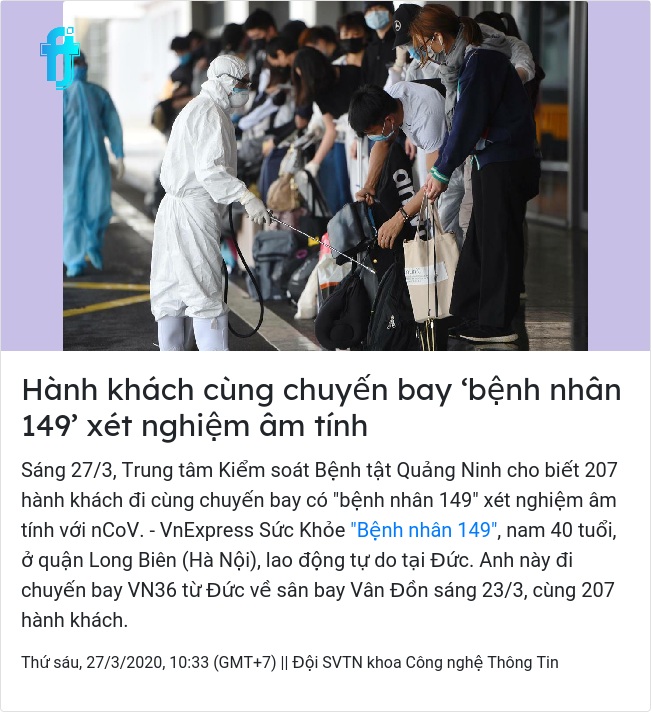 Hành khách cùng chuyến bay ‘bệnh nhân
149’ xét nghiệm âm tính
Sáng 27/3, Trung tâm Kiểm soát Bệnh tật Quảng Ninh cho biết 207
hành khách đi cùng chuyến bay có "bệnh nhân 149" xét nghiệm âm
tính với nCoV. - VnExpress Sức Khỏe "Bệnh nhân 149", nam 40 tuổi,
ở quận Long Biên (Hà Nội), lao động tự do tại Đức. Anh này đi
chuyến bay VN36 từ Đức về sân bay Vân Đồn sáng 23/3, cùng 207
hành khách.
Thứ sáu, 27/3/2020, 10:33 (GMT+7) || Đội SVTN khoa Công nghệ Thông Tin